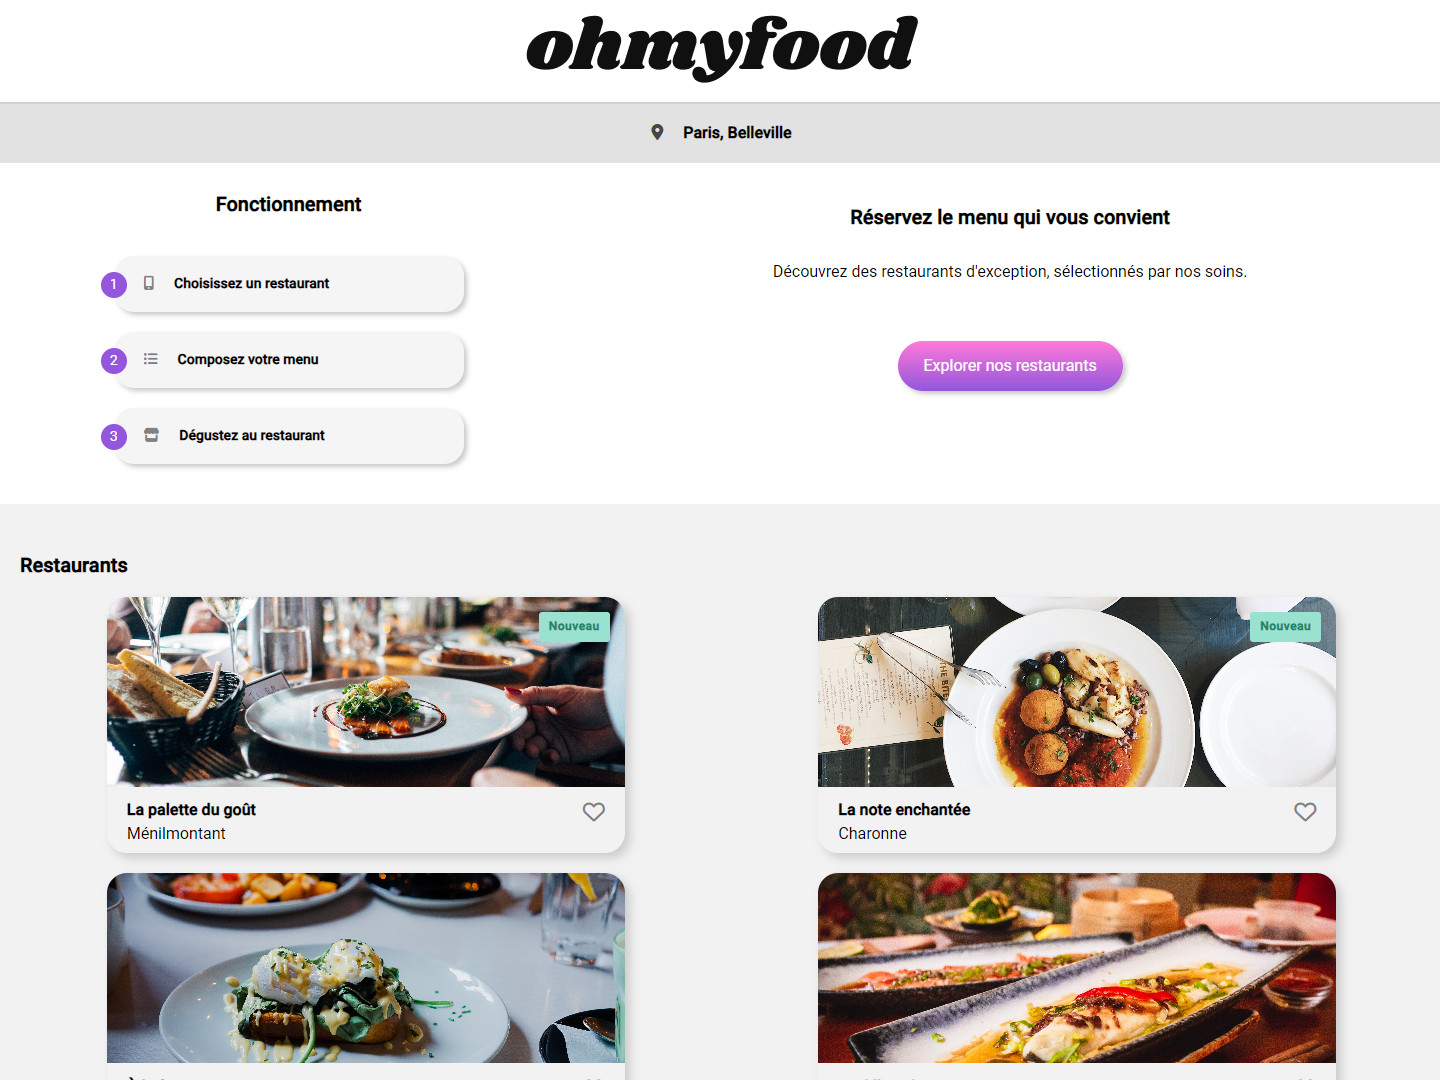 ohmyfood
Paris, Belleville
Fonctionnement
1 Choisissez un restaurant
2 Composez votre menu
3 Dégustez au restaurant
Réservez le menu qui vous convient
Découvrez des restaurants d'exception, sélectionnés par nos soins.
Explorer nos restaurants
Restaurants
Nouveau
La palette du goût
Ménilmontant
Nouveau
La note enchantée
Charonne